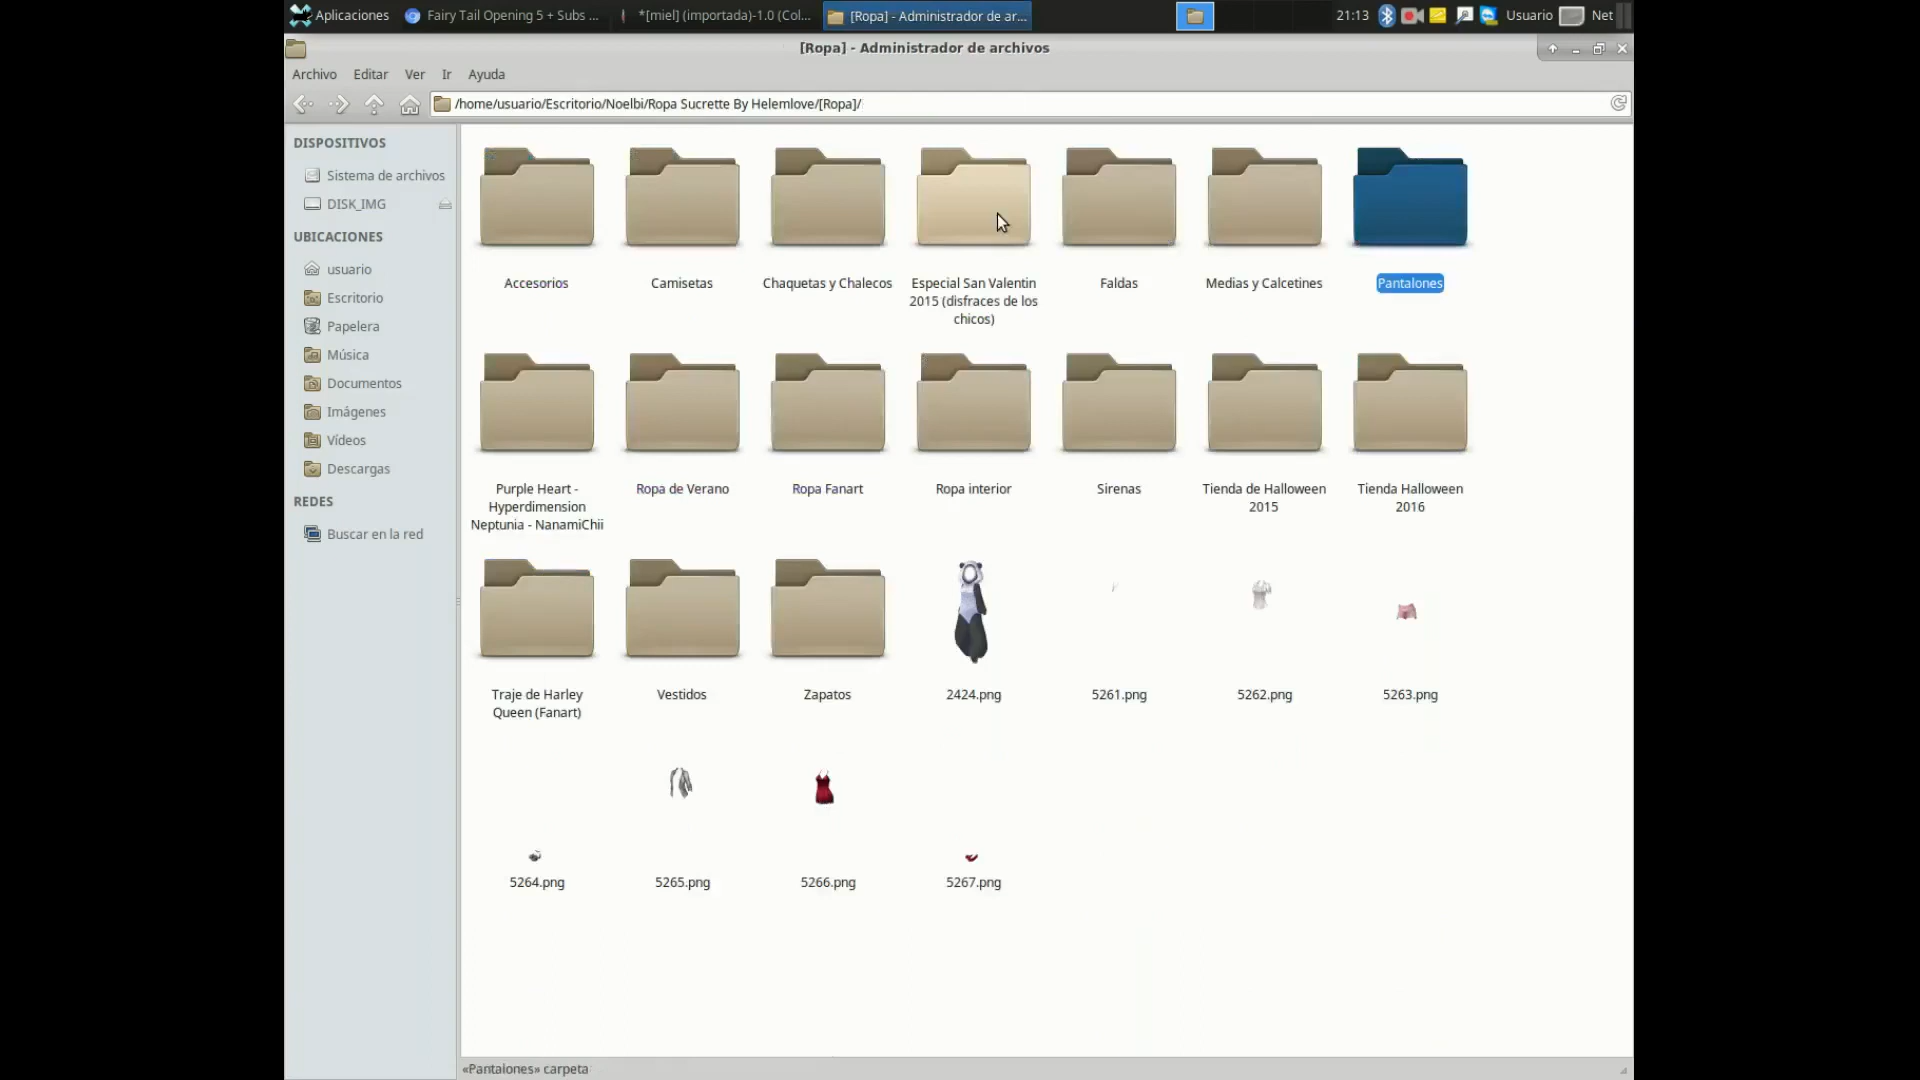 Aplicaciones
Fairy Tail Opening 5 + Subs ...
*[miel] (importada)-1.0 (Col...
[Ropa] - Administrador de ar...
21:13
Usuario
Net
[Ropa] - Administrador de archivos
Archivo Editar Ver Ir Ayuda
/home/usuario/Escritorio/Noelbi/Ropa Sucrette By Helemlove/[Ropa]/
DISPOSITIVOS
Sistema de archivos
DISK_IMG
UBICACIONES
usuario
Escritorio
Papelera
Música
Documentos
Imágenes
Vídeos
Descargas
REDES
Buscar en la red
Accesorios
Camisetas
Chaquetas y Chalecos
Especial San Valentin
2015 (disfraces de los
chicos)
Faldas
Medias y Calcetines
Pantalones
Purple Heart -
Hyperdimension
Neptunia - NanamiChii
Ropa de Verano
Ropa Fanart
Ropa interior
Sirenas
Tienda de Halloween
2015
Tienda Halloween
2016
Traje de Harley
Queen (Fanart)
Vestidos
Zapatos
2424.png
5261.png
5262.png
5263.png
5264.png
5265.png
5266.png
5267.png
«Pantalones» carpeta